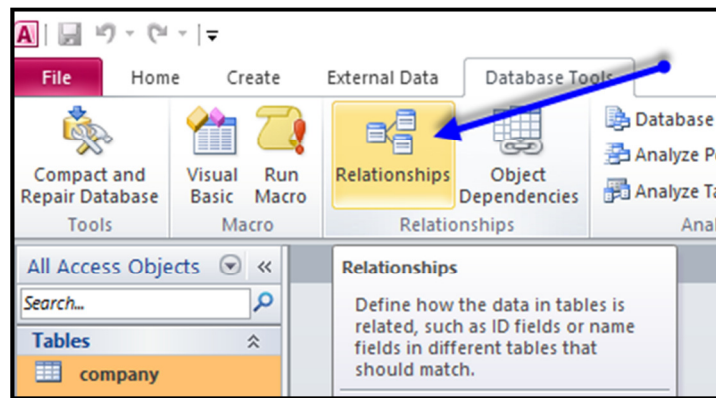 A
File Home Create External Data Database Tools
Compact and
Repair Database
Visual
Basic
Run
Macro
Relationships
Object
Dependencies
Database
Analyze
Analyze
Tools Macro Relationships
All Access Objects
Search...
Tables
company
Relationships
Define how the data in tables is
related, such as ID fields or name
fields in different tables that
should match.